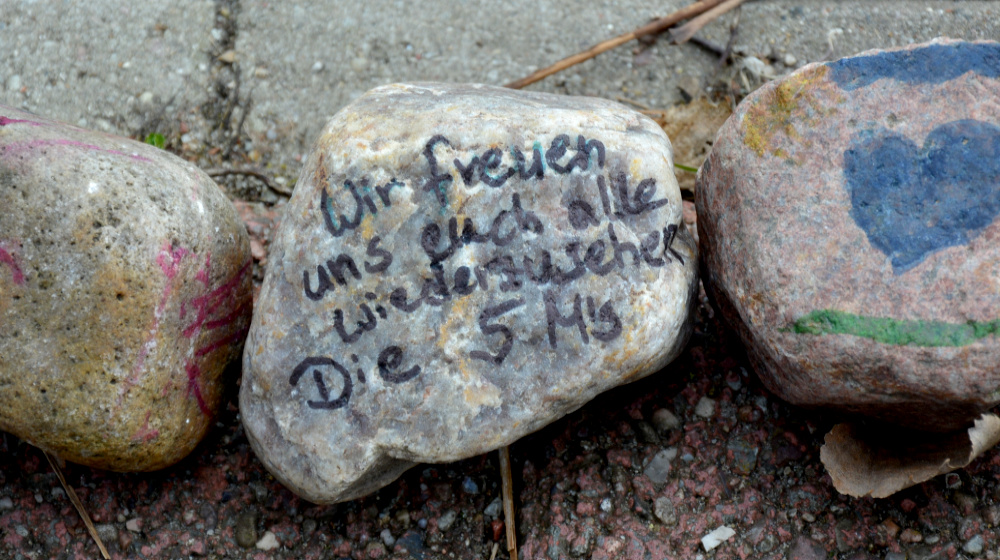 Wir freuen
uns euch alle
wiederzusehen
Die 5 M's